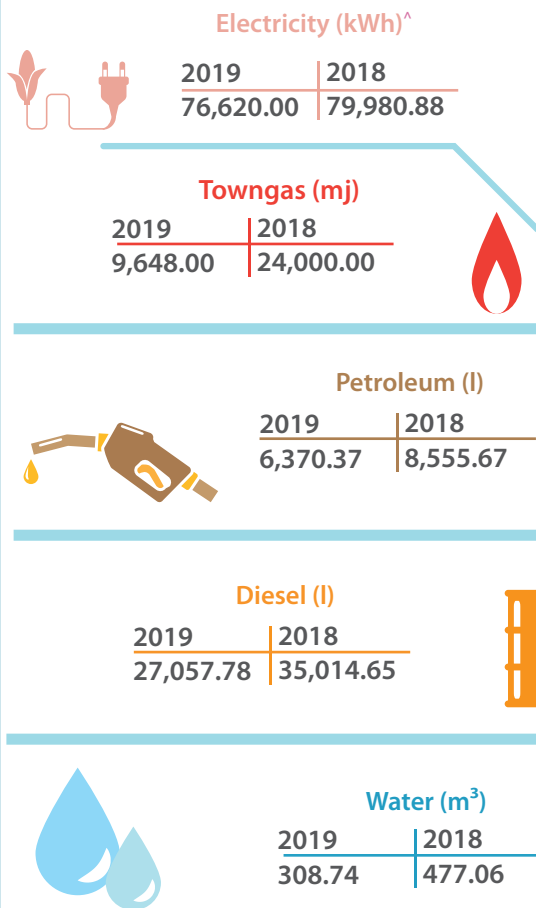 Electricity (kWh)^
2019 2018
76,620.00 79,980.88
Towngas (mj)
2019 2018
9,648.00 24,000.00
Petroleum (l)
2019 2018
6,370.37 8,555.67
Diesel (l)
2019 2018
27,057.78 35,014.65
Water (m³)
2019 2018
308.74 477.06